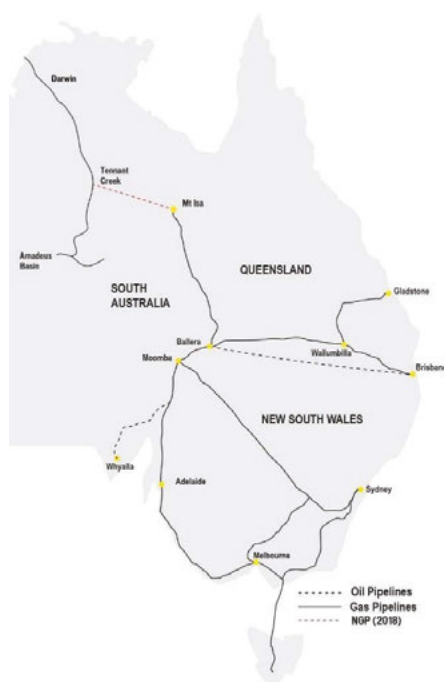 Darwin
Tennant
Creek
Mt Isa
Amadeus
Basin
SOUTH
AUSTRALIA
QUEENSLAND
Gladstone
Ballera
Wallumbilla
Moomba
Brisbane
NEW SOUTH WALES
Whyalla
Adelaide
Sydney
Melbourne
Oil Pipelines
Gas Pipelines
NGP (2018)